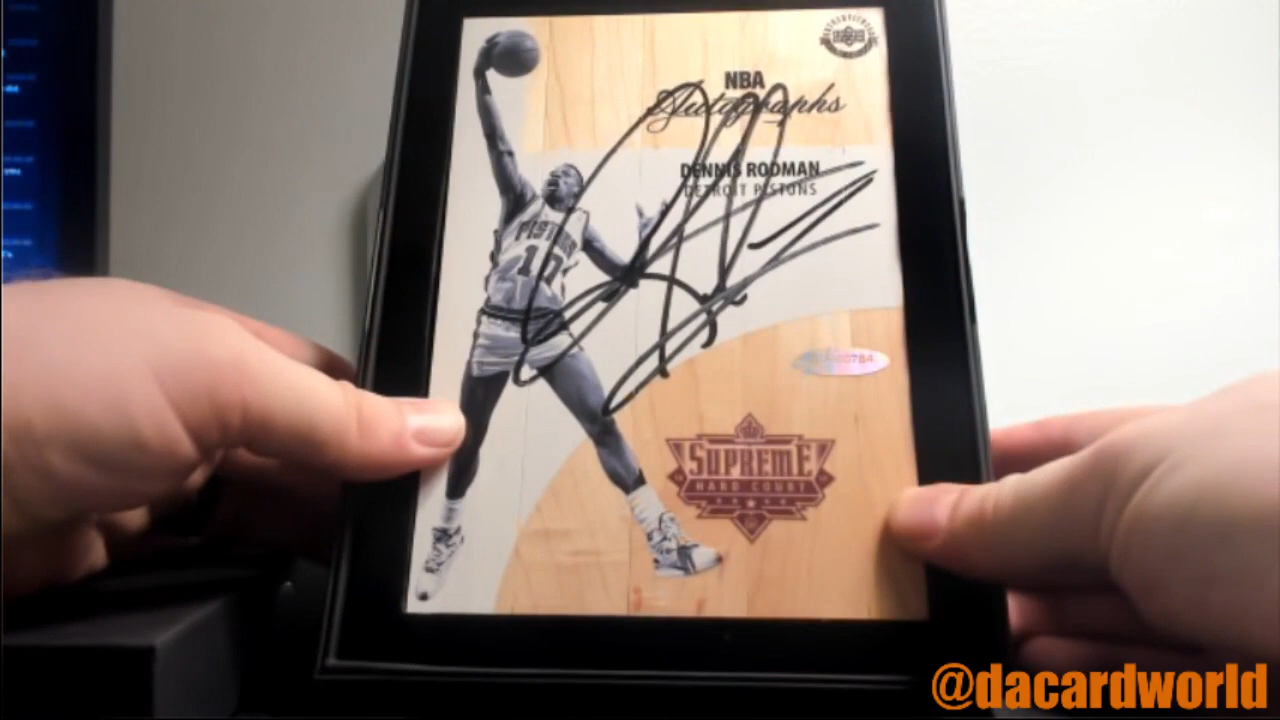 NBA
Autographs
DENNIS RODMAN
DETROIT PISTONS
PISTONS
10
SUPREME
HARD COURT
@dacardworld